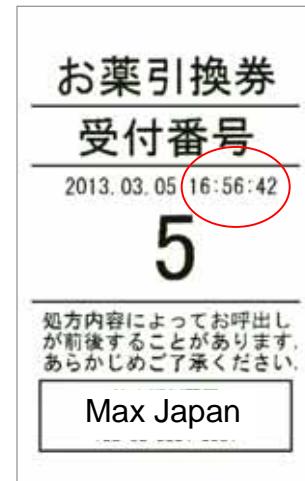 お薬引換券
受付番号
2013.03.05 16:56:42
5
処方内容によってお呼出し
が前後することがあります.
あらかじめご了承ください.
Max Japan